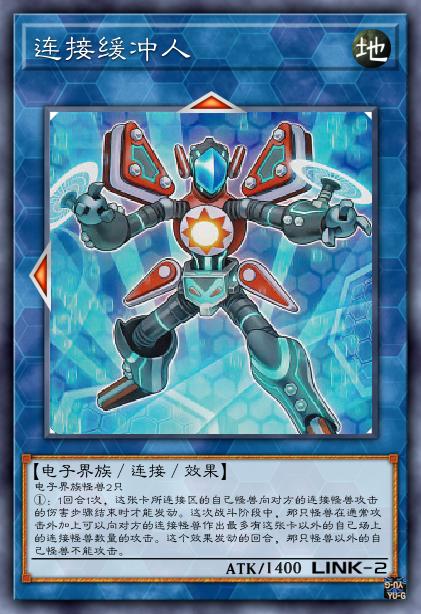 连接缓冲人
地
【电子界族/连接/效果】
电子界族怪兽2只
①：1回合1次，这张卡所连接区的自己怪兽向对方的连接怪兽攻击
的伤害步骤结束时才能发动。这次战斗阶段中，那只怪兽在通常攻
击外加上可以向对方的连接怪兽作出最多有这张卡以外的自己场上
的连接怪兽数量的攻击。这个效果发动的回合，那只怪兽以外的自
己怪兽不能攻击。
ATK/1400 LINK-2